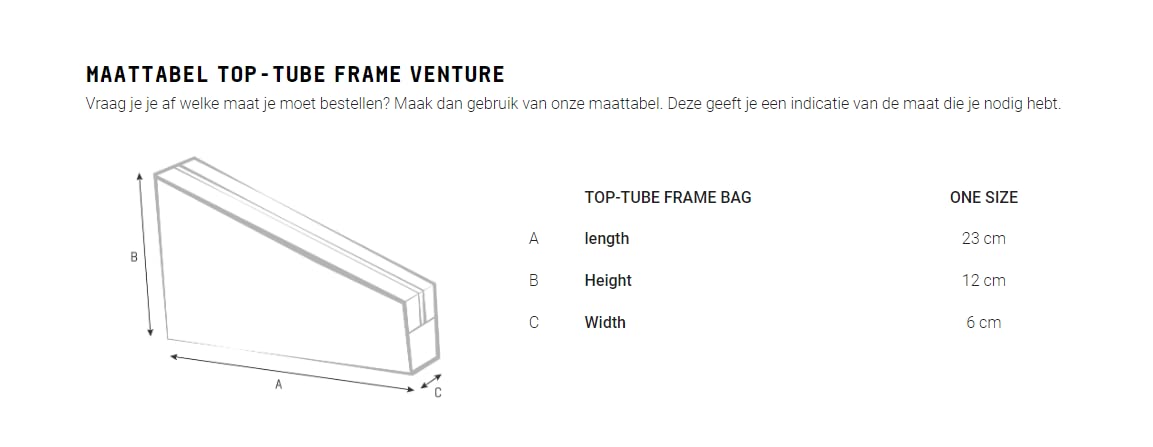 MAATTABEL TOP-TUBE FRAME VENTURE
Vraag je je af welke maat je moet bestellen? Maak dan gebruik van onze maattabel. Deze geeft je een indicatie van de maat die je nodig hebt.
TOP-TUBE FRAME BAG ONE SIZE
A length 23 cm
B Height 12 cm
C Width 6 cm
B
A
C